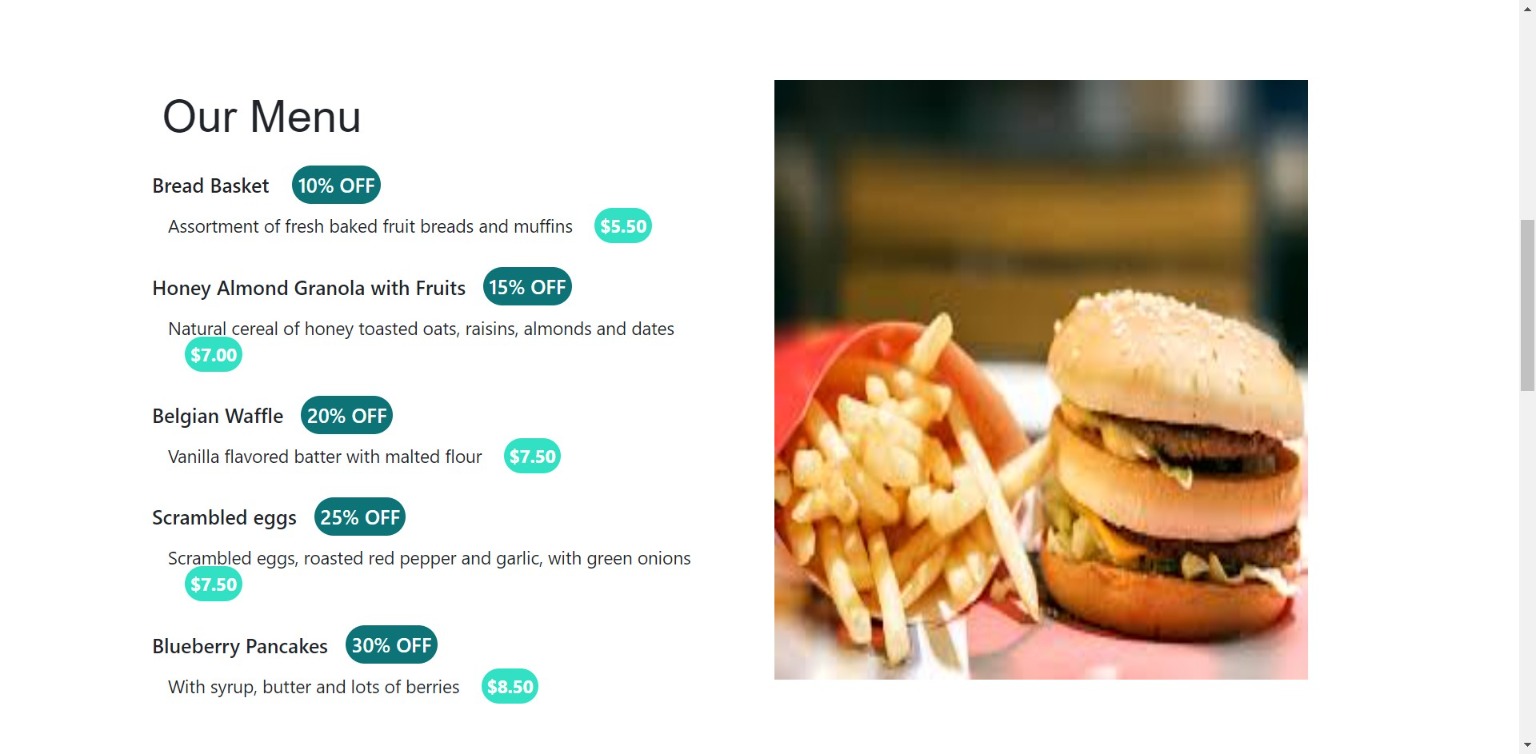 Our Menu
Bread Basket 10% OFF
Assortment of fresh baked fruit breads and muffins $5.50
Honey Almond Granola with Fruits 15% OFF
Natural cereal of honey toasted oats, raisins, almonds and dates
$7.00
Belgian Waffle 20% OFF
Vanilla flavored batter with malted flour $7.50
Scrambled eggs 25% OFF
Scrambled eggs, roasted red pepper and garlic, with green onions
$7.50
Blueberry Pancakes 30% OFF
With syrup, butter and lots of berries $8.50